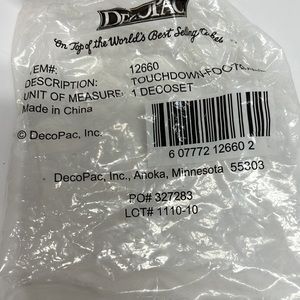 DECOPAC
On Top of the World's Best Selling Cakes
ITEM#: 12660
DESCRIPTION: TOUCHDOWN-FOOTBALL
UNIT OF MEASURE: 1 DECOSET
Made in China
© DecoPac, Inc.
6 07772 12660 2
DecoPac, Inc., Anoka, Minnesota 55303
PO# 327283
LOT# 1110-10